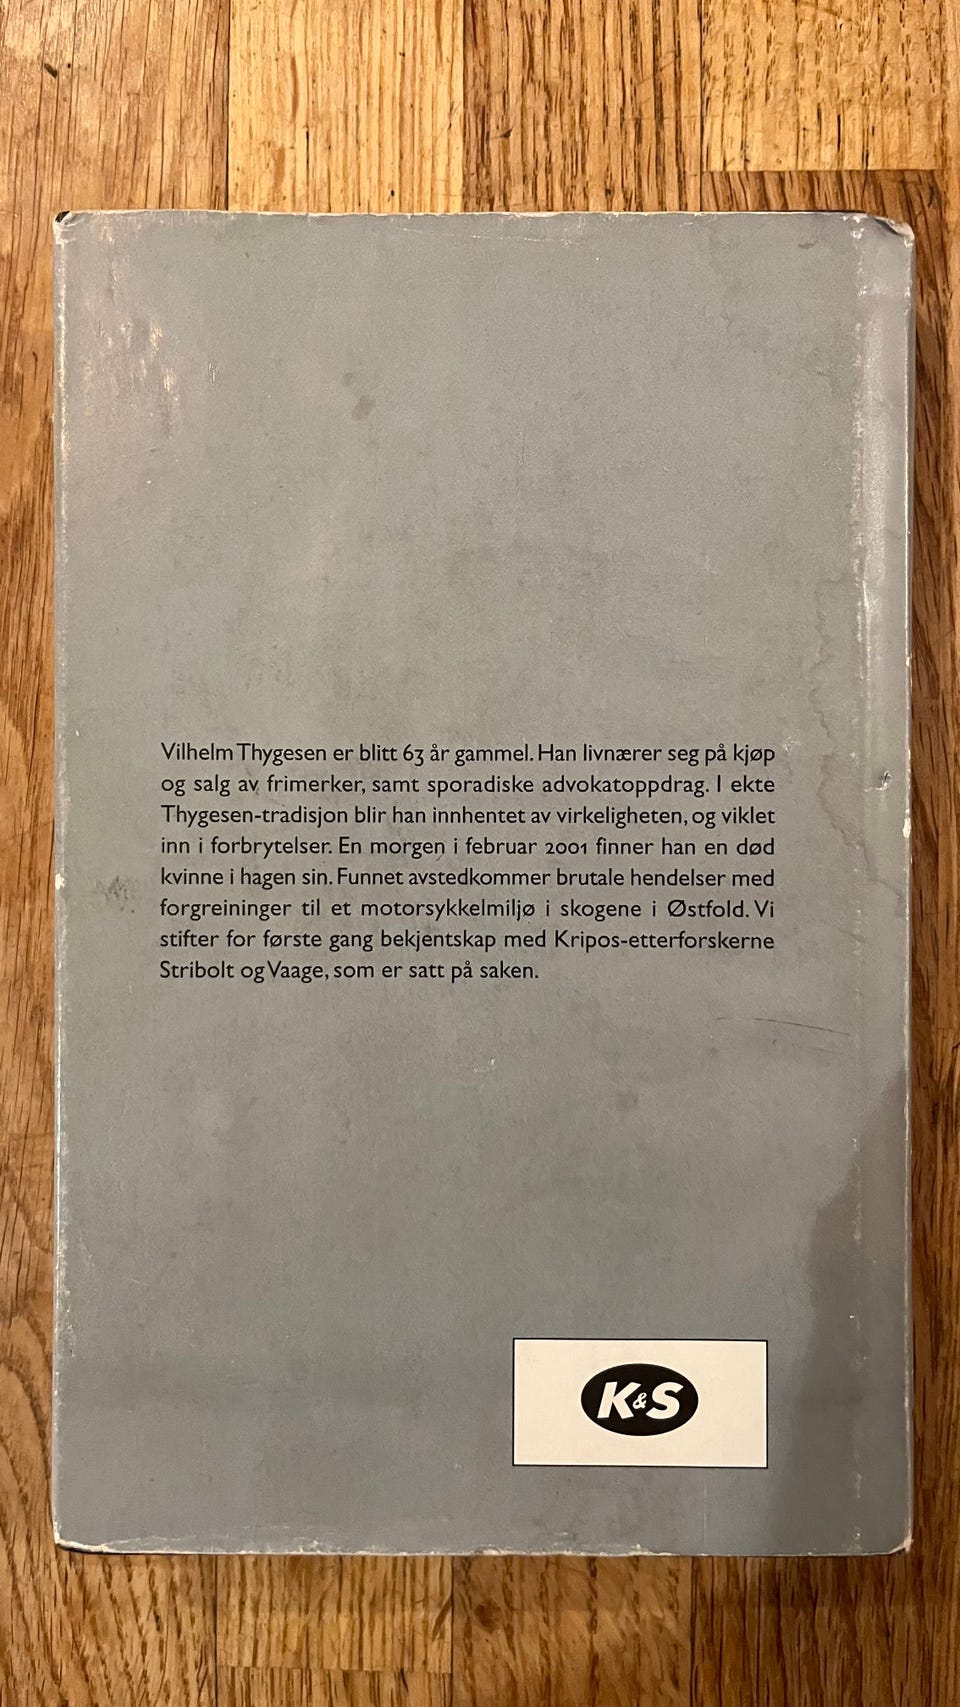 Vilhelm Thygesen er blitt 63 år gammel. Han livnærer seg på kjøp
og salg av frimerker, samt sporadiske advokatoppdrag. I ekte
Thygesen-tradisjon blir han innhentet av virkeligheten, og viklet
inn i forbrytelser. En morgen i februar 2001 finner han en død
kvinne i hagen sin. Funnet avstedkommer brutale hendelser med
forgreininger til et motorsykkelmiljø i skogene i Østfold. Vi
stifter for første gang bekjentskap med Kripos-etterforskerne
Stribolt og Vaage, som er satt på saken.
K&S